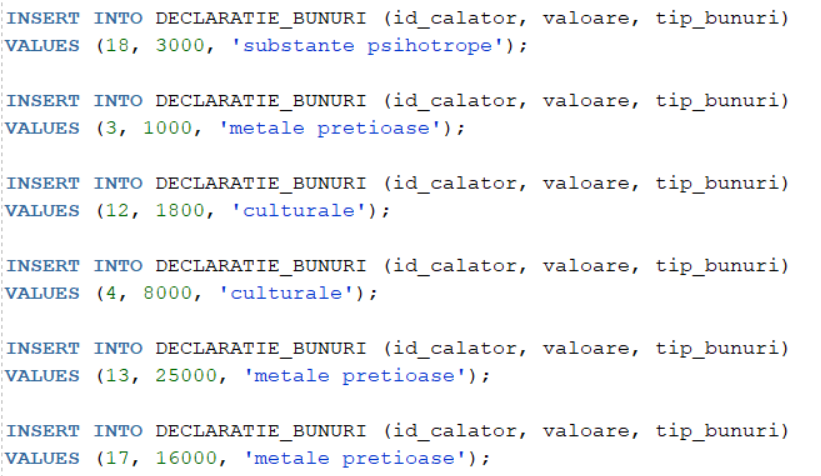 INSERT INTO DECLARATIE_BUNURI (id_calator, valoare, tip_bunuri)
VALUES (18, 3000, 'substante psihotrope');
INSERT INTO DECLARATIE_BUNURI (id_calator, valoare, tip_bunuri)
VALUES (3, 1000, 'metale pretioase');
INSERT INTO DECLARATIE_BUNURI (id_calator, valoare, tip_bunuri)
VALUES (12, 1800, 'culturale');
INSERT INTO DECLARATIE_BUNURI (id_calator, valoare, tip_bunuri)
VALUES (4, 8000, 'culturale');
INSERT INTO DECLARATIE_BUNURI (id_calator, valoare, tip_bunuri)
VALUES (13, 25000, 'metale pretioase');
INSERT INTO DECLARATIE_BUNURI (id_calator, valoare, tip_bunuri)
VALUES (17, 16000, 'metale pretioase');